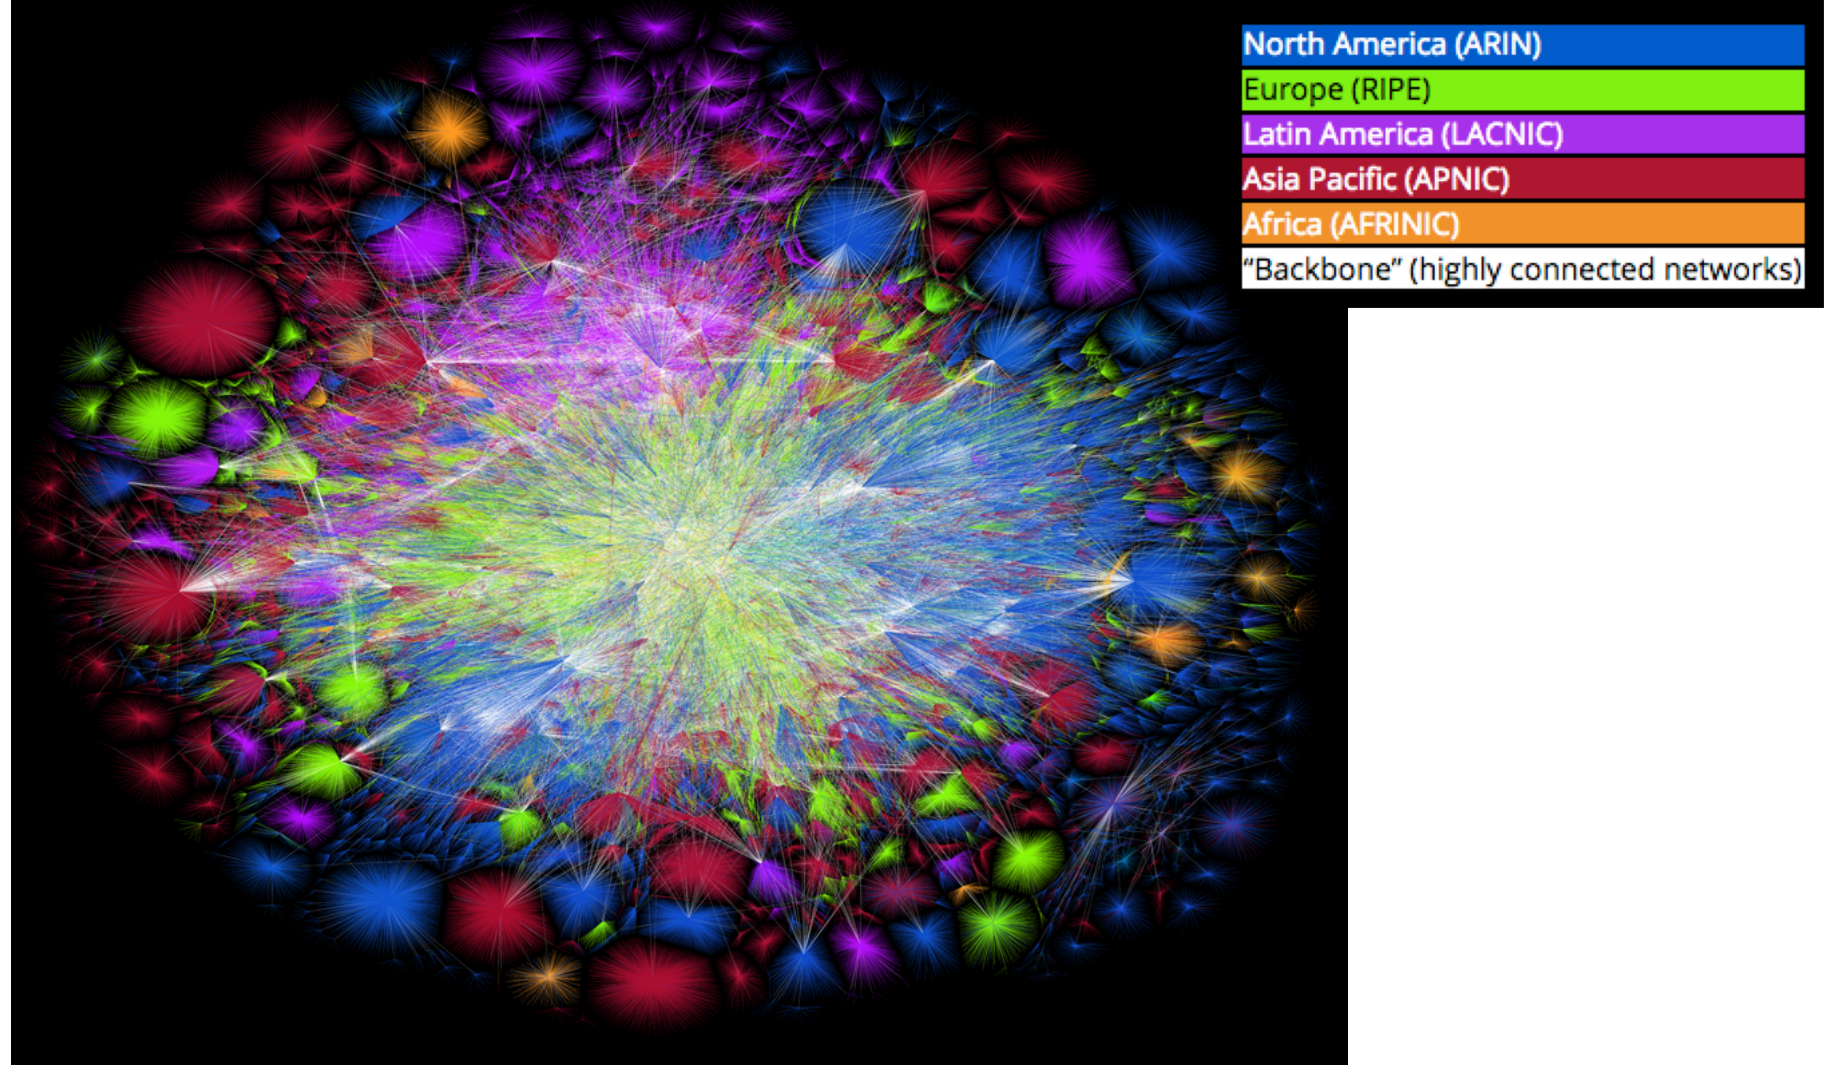 North America (ARIN)
Europe (RIPE)
Latin America (LACNIC)
Asia Pacific (APNIC)
Africa (AFRINIC)
“Backbone” (highly connected networks)